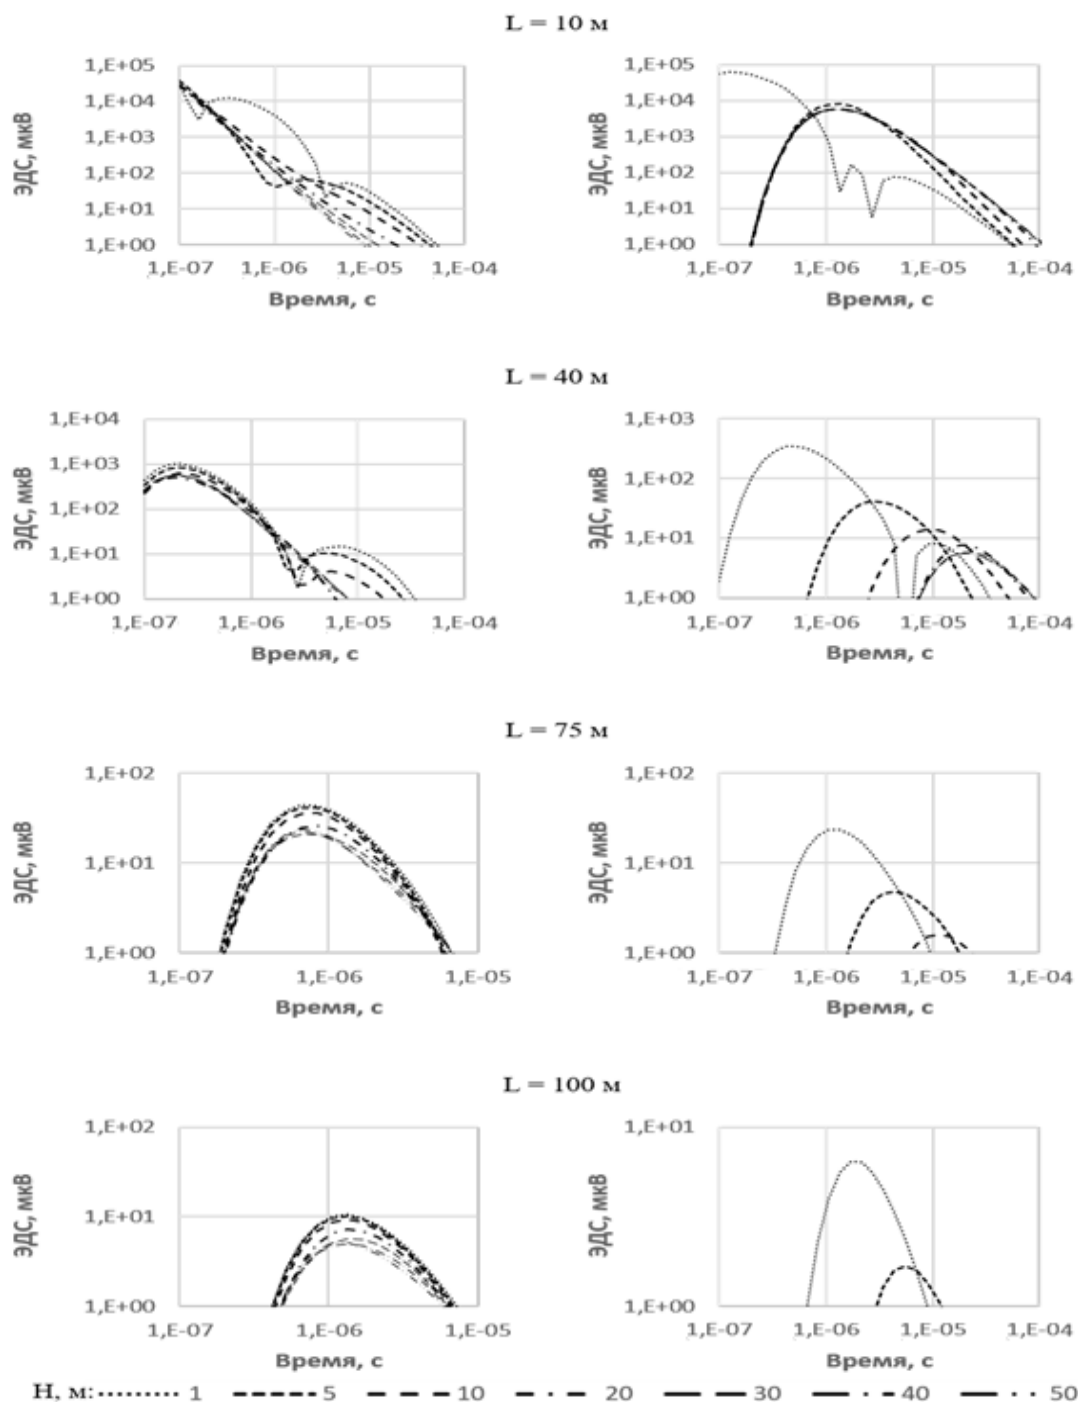 L = 10 м
1,E+05
1,E+04
1,E+03
1,E+02
1,E+01
1,E+00
ЭДС, мкВ
1,E-07 1,E-06 1,E-05 1,E-04
Время, с
1,E+05
1,E+04
1,E+03
1,E+02
1,E+01
1,E+00
ЭДС, мкВ
1,E-07 1,E-06 1,E-05 1,E-04
Время, с
L = 40 м
1,E+04
1,E+03
1,E+02
1,E+01
1,E+00
ЭДС, мкВ
1,E-07 1,E-06 1,E-05 1,E-04
Время, с
1,E+03
1,E+02
1,E+01
1,E+00
ЭДС, мкВ
1,E-07 1,E-06 1,E-05 1,E-04
Время, с
L = 75 м
1,E+02
1,E+01
1,E+00
ЭДС, мкВ
1,E-07 1,E-06 1,E-05
Время, с
1,E+02
1,E+01
1,E+00
ЭДС, мкВ
1,E-07 1,E-06 1,E-05 1,E-04
Время, с
L = 100 м
1,E+02
1,E+01
1,E+00
ЭДС, мкВ
1,E-07 1,E-06 1,E-05
Время, с
1,E+01
1,E+00
ЭДС, мкВ
1,E-07 1,E-06 1,E-05 1,E-04
Время, с
H, м: 1 5 10 20 30 40 50